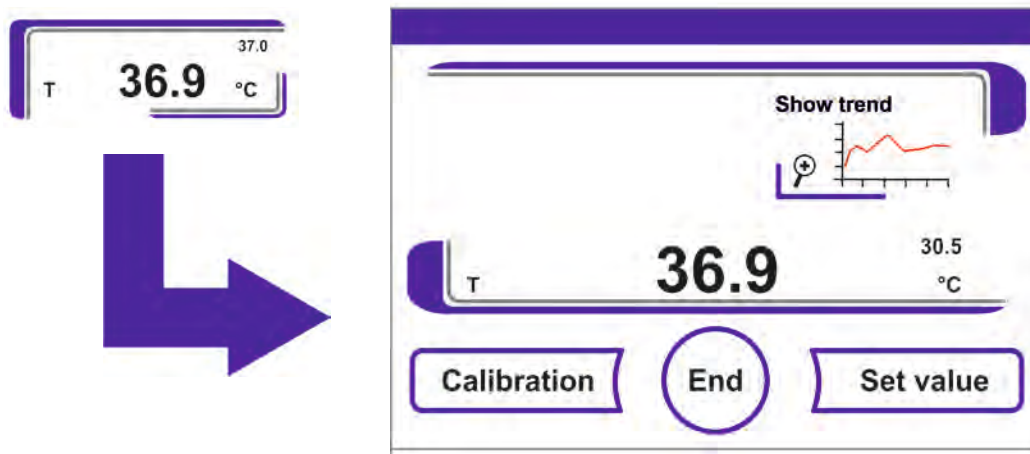 37.0
T 36.9 °C
Show trend
30.5
T 36.9 °C
Calibration End Set value